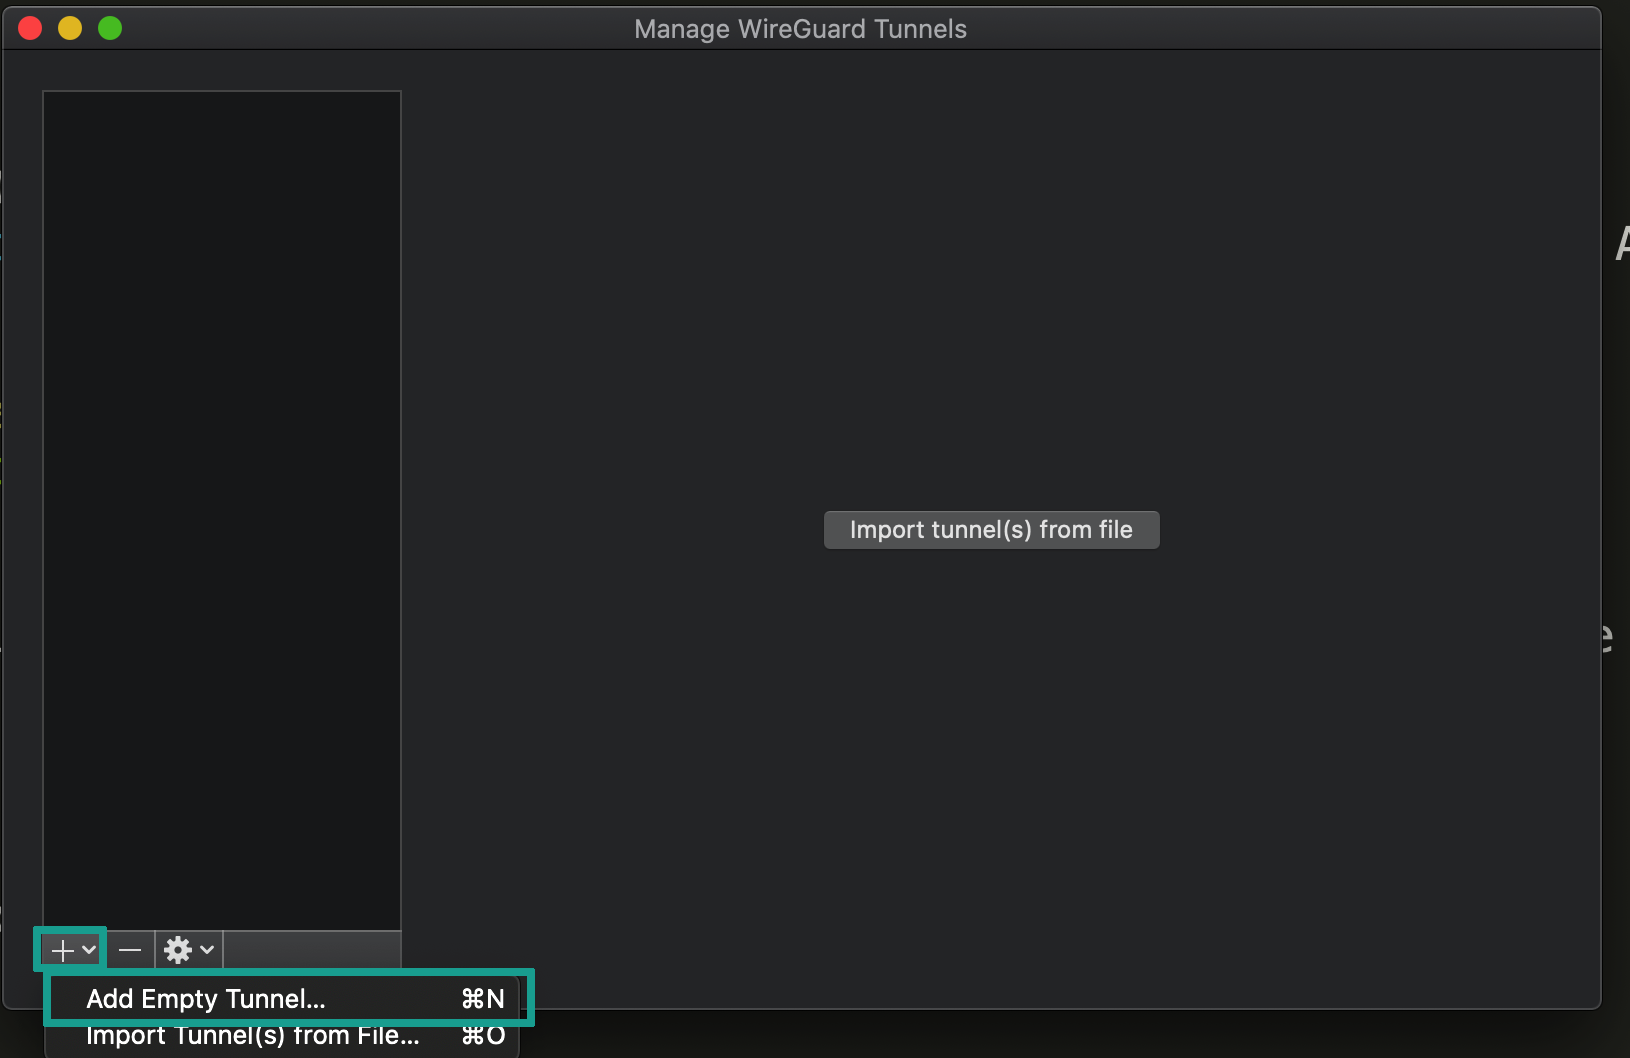 Manage WireGuard Tunnels
A
Import tunnel(s) from file
e
Add Empty Tunnel... ⌘N
Import Tunnel(s) from File... ⌘O